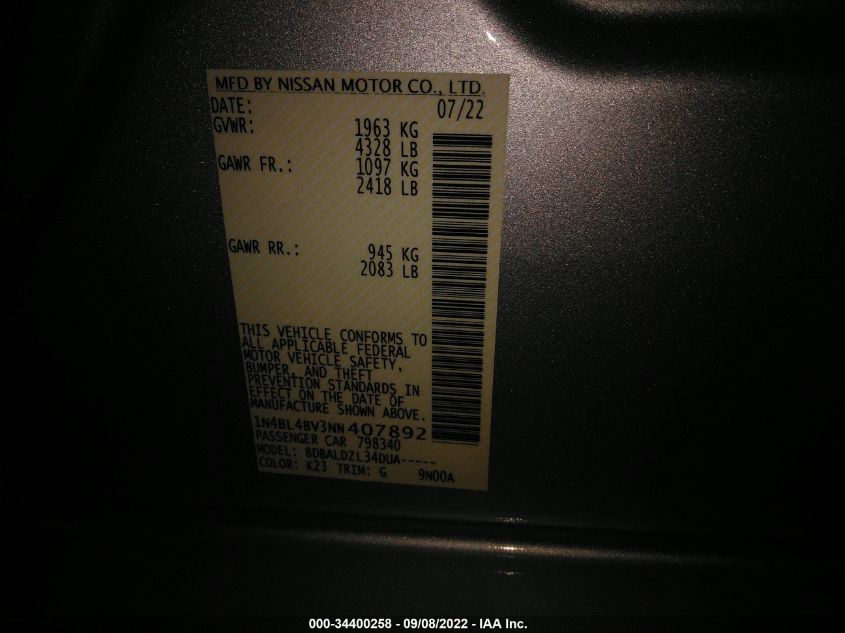 MFD BY NISSAN MOTOR CO., LTD.
DATE: 07/22
GVWR: 1963 KG
4328 LB
GAWR FR.: 1097 KG
2418 LB
GAWR RR.: 945 KG
2083 LB
THIS VEHICLE CONFORMS TO
ALL APPLICABLE FEDERAL
MOTOR VEHICLE SAFETY,
BUMPER, AND THEFT
PREVENTION STANDARDS IN
EFFECT ON THE DATE OF
MANUFACTURE SHOWN ABOVE.
1N4BL4BV3NN407892
PASSENGER CAR 798340
MODEL: BDBALDZL34DUA-----
COLOR: K23 TRIM: G 9N00A
000-34400258 - 09/08/2022 - IAA Inc.